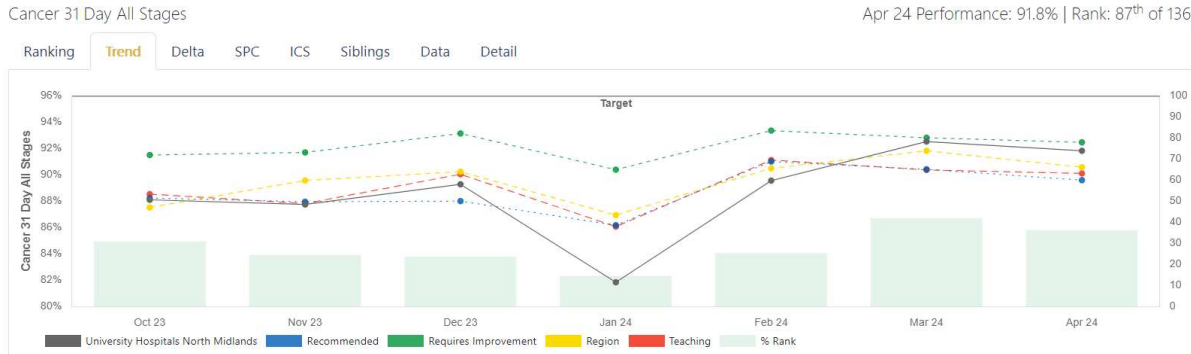 Cancer 31 Day All Stages
Apr 24 Performance: 91.8% | Rank: 87th of 136
Ranking Trend Delta SPC ICS Siblings Data Detail
Cancer 31 Day All Stages
96%
94%
92%
90%
88%
86%
84%
82%
80%
Target
100
90
80
70
60
50
40
30
20
10
0
Oct 23 Nov 23 Dec 23 Jan 24 Feb 24 Mar 24 Apr 24
University Hospitals North Midlands Recommended Requires Improvement Region Teaching % Rank